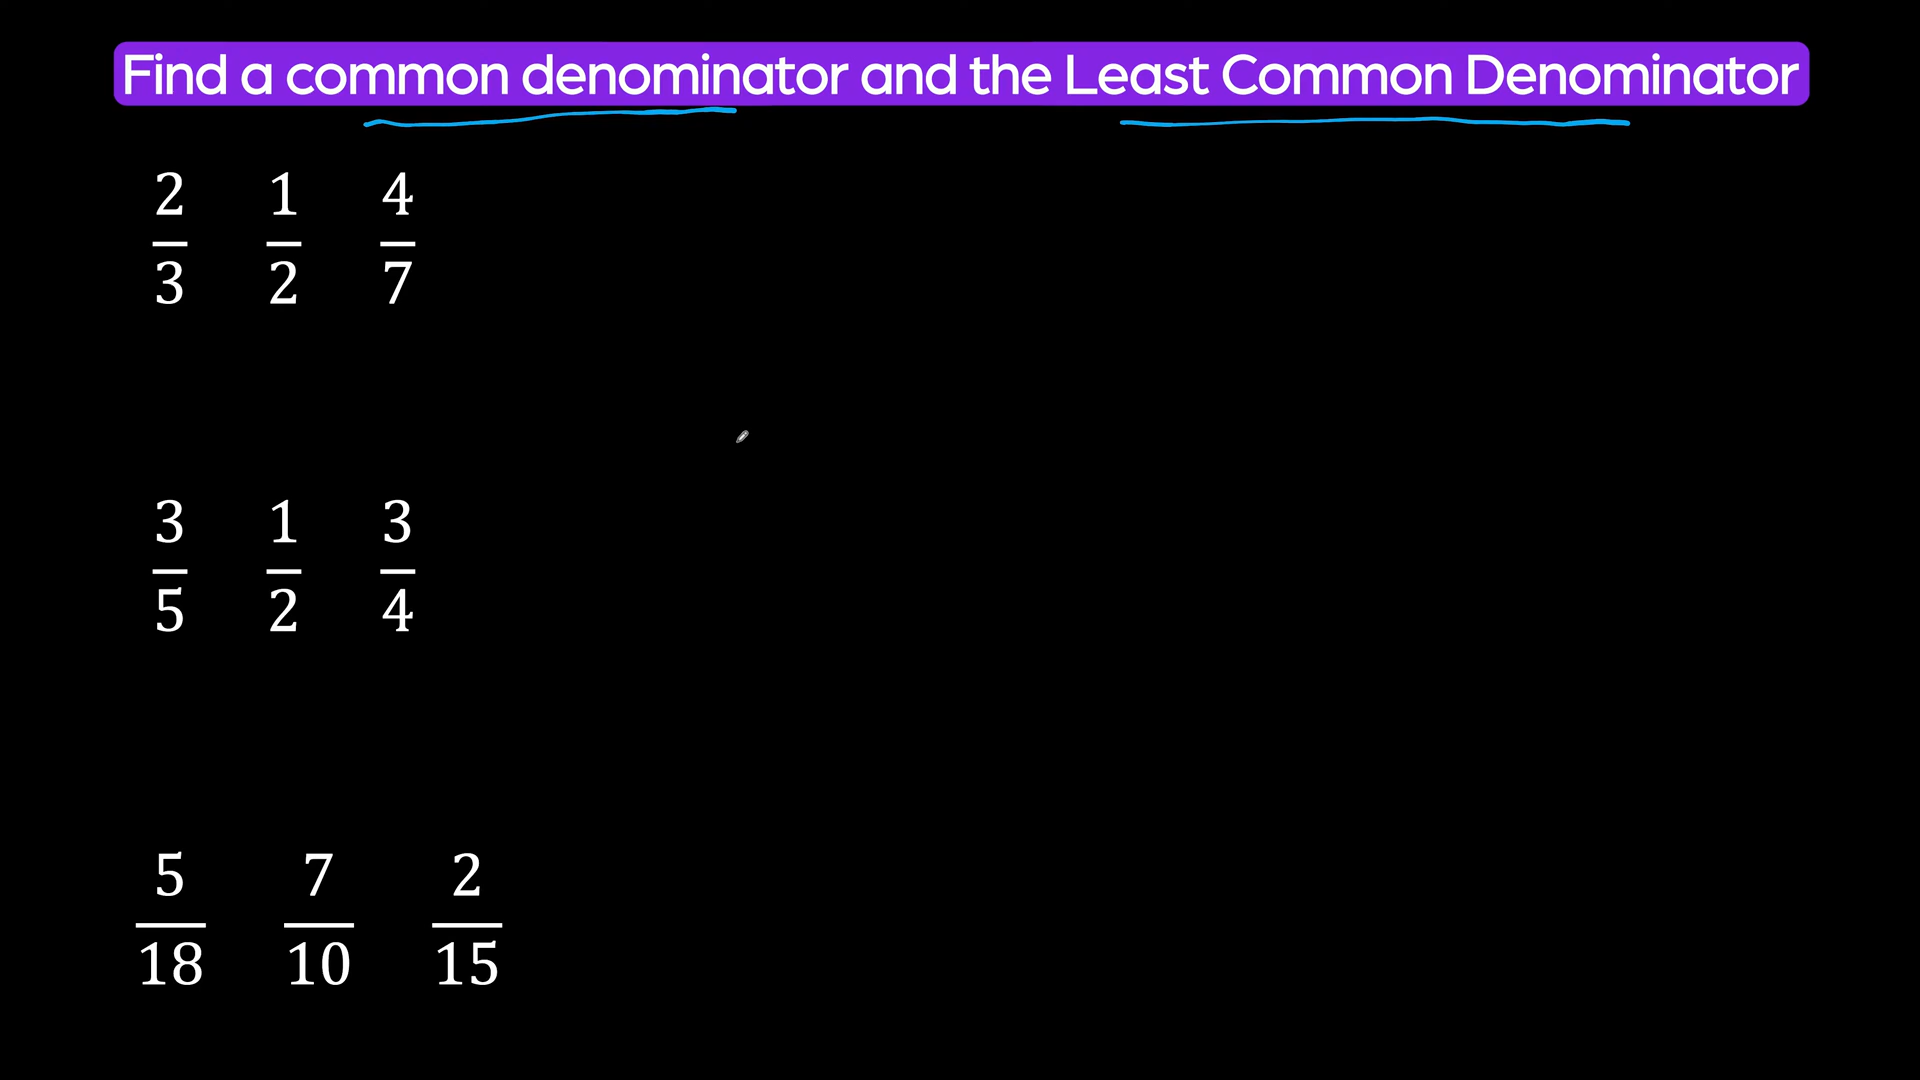 Find a common denominator and the Least Common Denominator
2 1 4
3 2 7
3 1 3
5 2 4
5 7 2
18 10 15